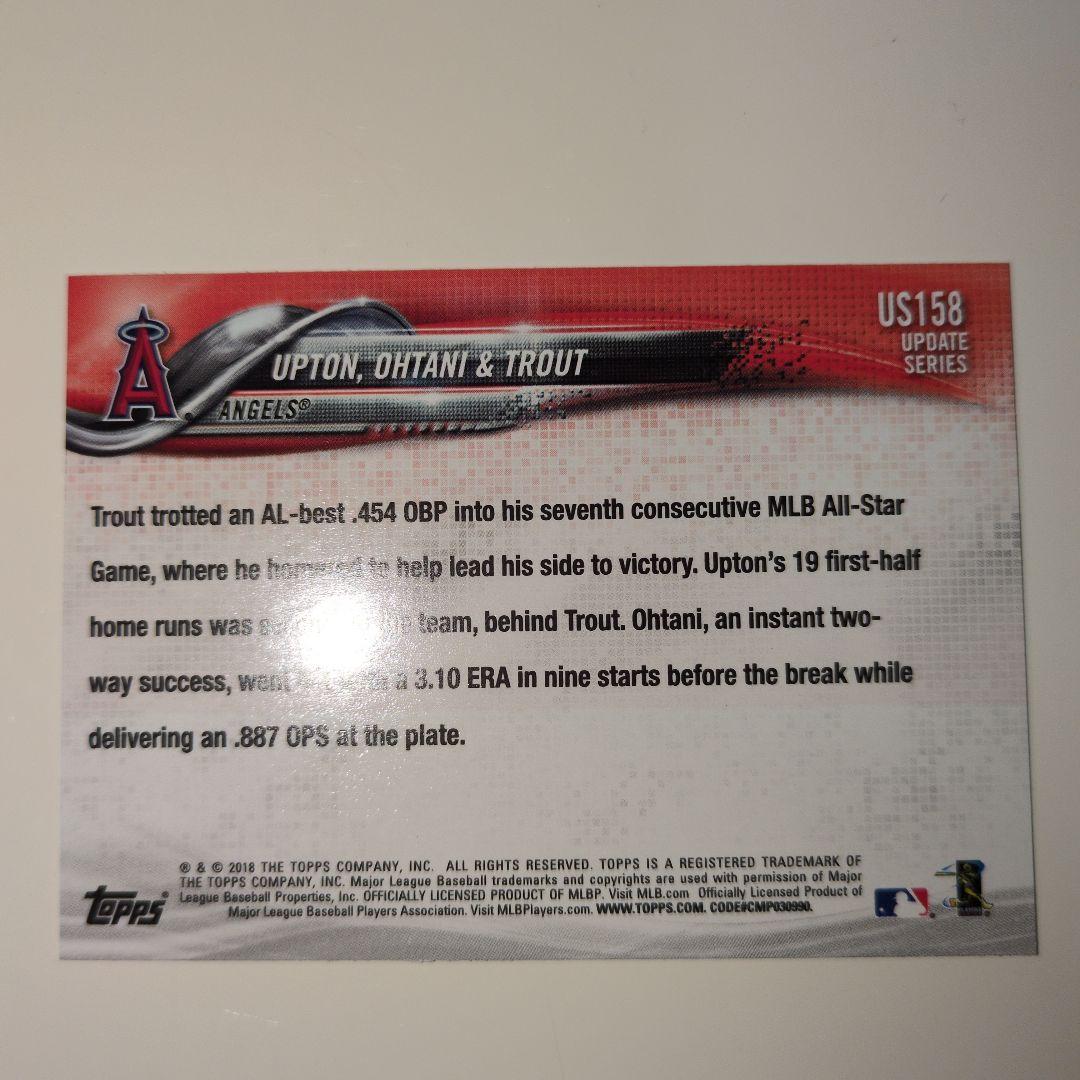 US158
UPDATE
SERIES
A
UPTON, OHTANI & TROUT
ANGELS®
Trout trotted an AL-best .454 OBP into his seventh consecutive MLB All-Star
Game, where he homered to help lead his side to victory. Upton's 19 first-half
home runs was team, behind Trout. Ohtani, an instant two-
way success, went a 3.10 ERA in nine starts before the break while
delivering an .887 OPS at the plate.
® & © 2018 THE TOPPS COMPANY, INC. ALL RIGHTS RESERVED. TOPPS IS A REGISTERED TRADEMARK OF
THE TOPPS COMPANY, INC. Major League Baseball trademarks and copyrights are used with permission of Major
League Baseball Properties, Inc. OFFICIALLY LICENSED PRODUCT OF MLBP. Visit MLB.com Officially Licensed Product of
Major League Baseball Players Association. Visit MLBPlayers.com. WWW.TOPPS.COM. CODE#CMP030990.
topps®